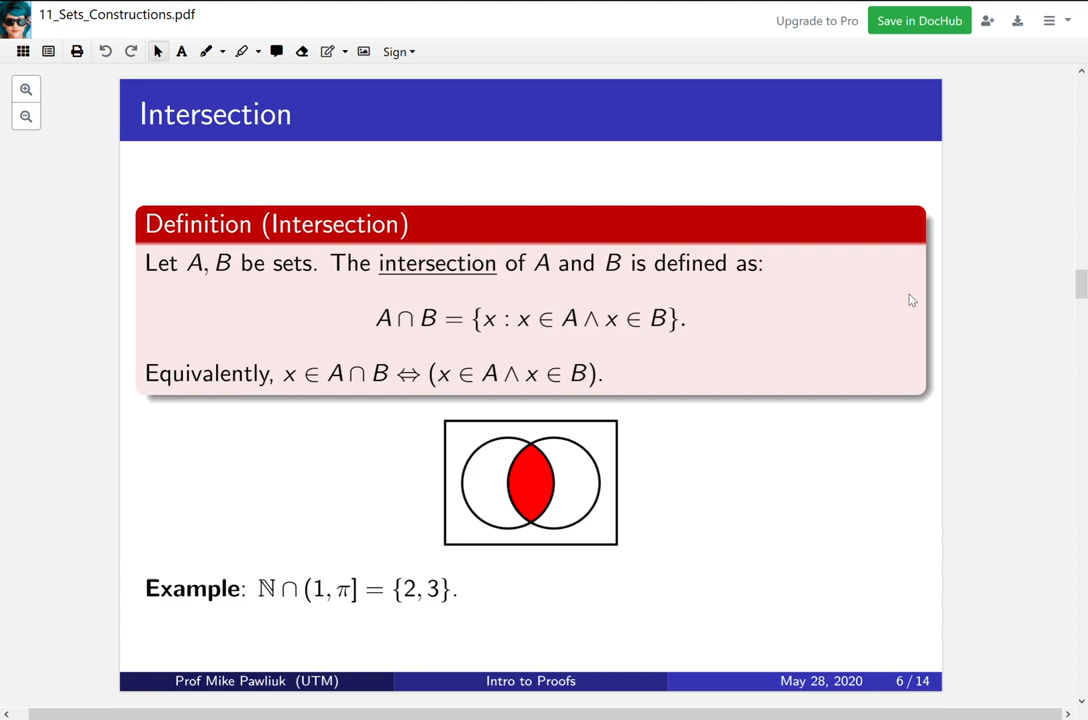 11_Sets_Constructions.pdf
Upgrade to Pro
Save in DocHub
A
Sign
Intersection
Definition (Intersection)
Let A, B be sets. The intersection of A and B is defined as:
A ∩ B = {x : x ∈ A ∧ x ∈ B}.
Equivalently, x ∈ A ∩ B ⇔ (x ∈ A ∧ x ∈ B).
Example: ℕ ∩ (1, π] = {2, 3}.
Prof Mike Pawliuk (UTM)
Intro to Proofs
May 28, 2020
6 / 14